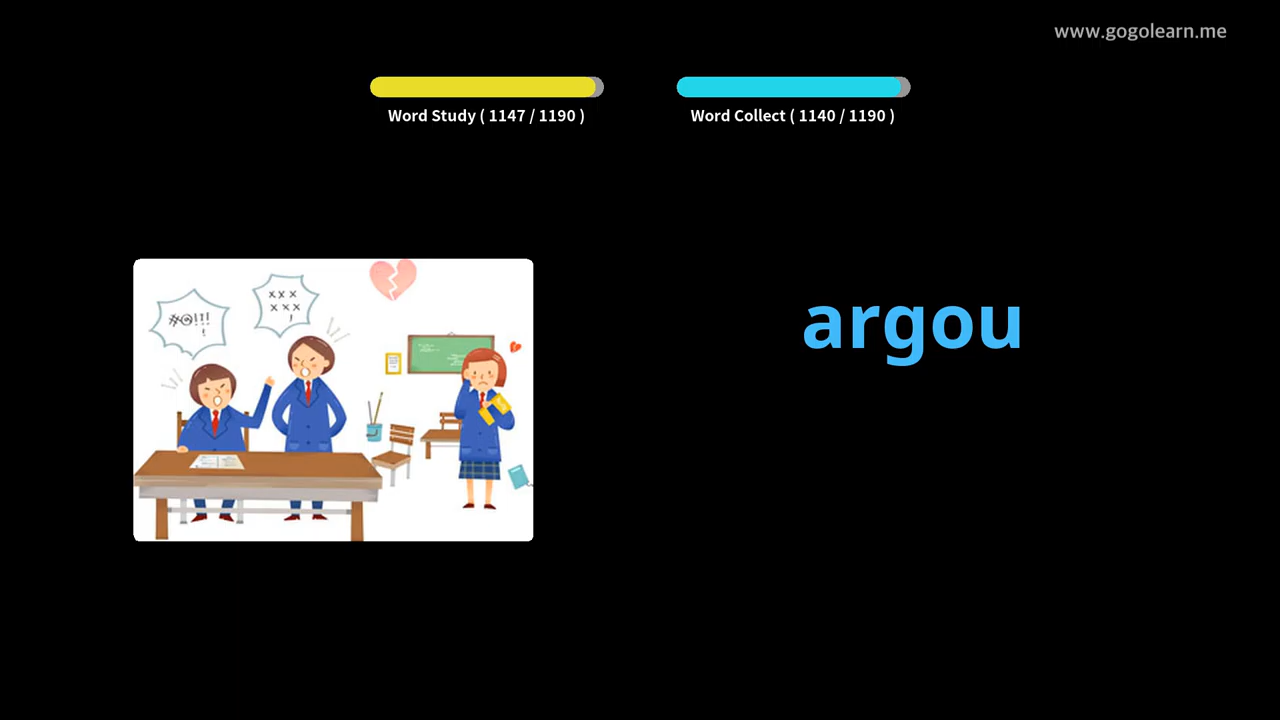 www.gogolearn.me
Word Study ( 1147 / 1190 )
Word Collect ( 1140 / 1190 )
#@!!!
!
x x x
x x x
!
argou